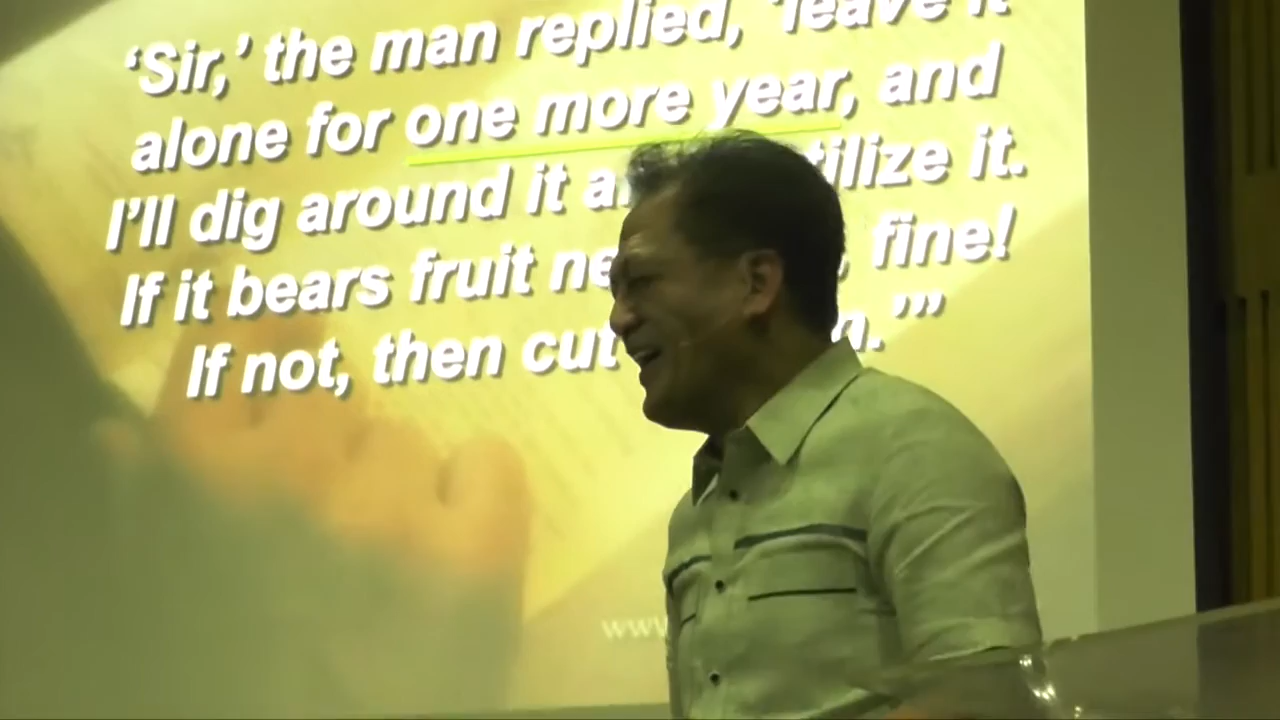 ‘Sir,’ the man replied, ‘leave it
alone for one more year, and
I’ll dig around it a tilize it.
If it bears fruit ne , fine!
If not, then cut n.’”
www.